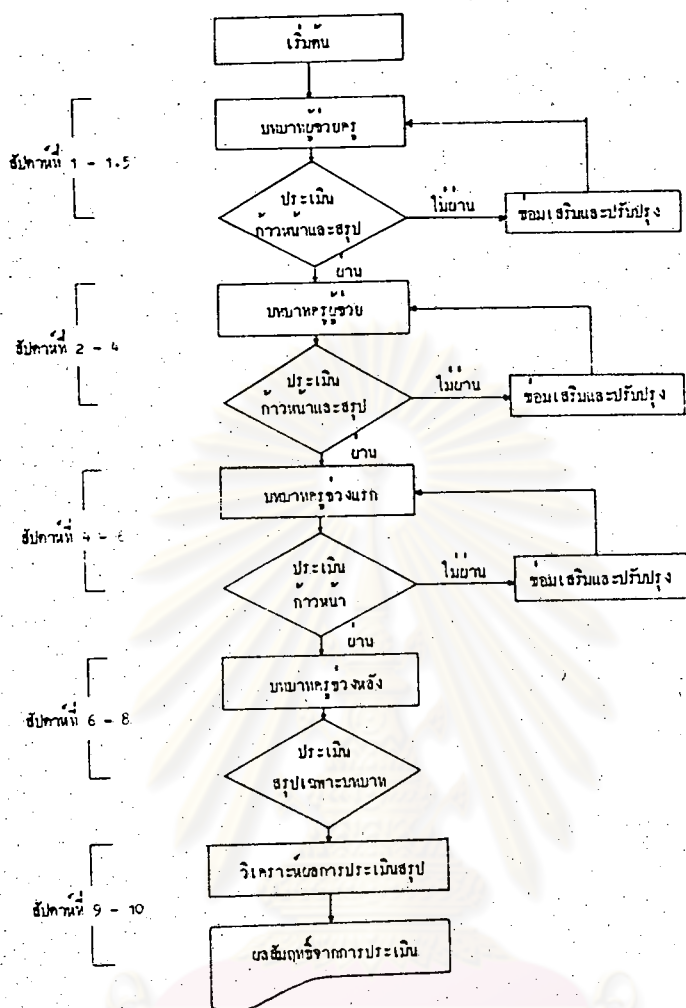 เริ่มต้น
บทบาทผู้ช่วยครู
สัปดาห์ที่ 1 - 1.5
ประเมิน
ก้าวหน้าและสรุป
ไม่ผ่าน
ซ่อมเสริมและปรับปรุง
ผ่าน
บทบาทครูผู้ช่วย
สัปดาห์ที่ 2 - 4
ประเมิน
ก้าวหน้าและสรุป
ไม่ผ่าน
ซ่อมเสริมและปรับปรุง
ผ่าน
บทบาทครูช่วงแรก
สัปดาห์ที่ 4 - 6
ประเมิน
ก้าวหน้า
ไม่ผ่าน
ซ่อมเสริมและปรับปรุง
ผ่าน
บทบาทครูช่วงหลัง
สัปดาห์ที่ 6 - 8
ประเมิน
สรุปเฉพาะบทบาท
วิเคราะห์ผลการประเมินสรุป
สัปดาห์ที่ 9 - 10
ผลสัมฤทธิ์จากการประเมิน